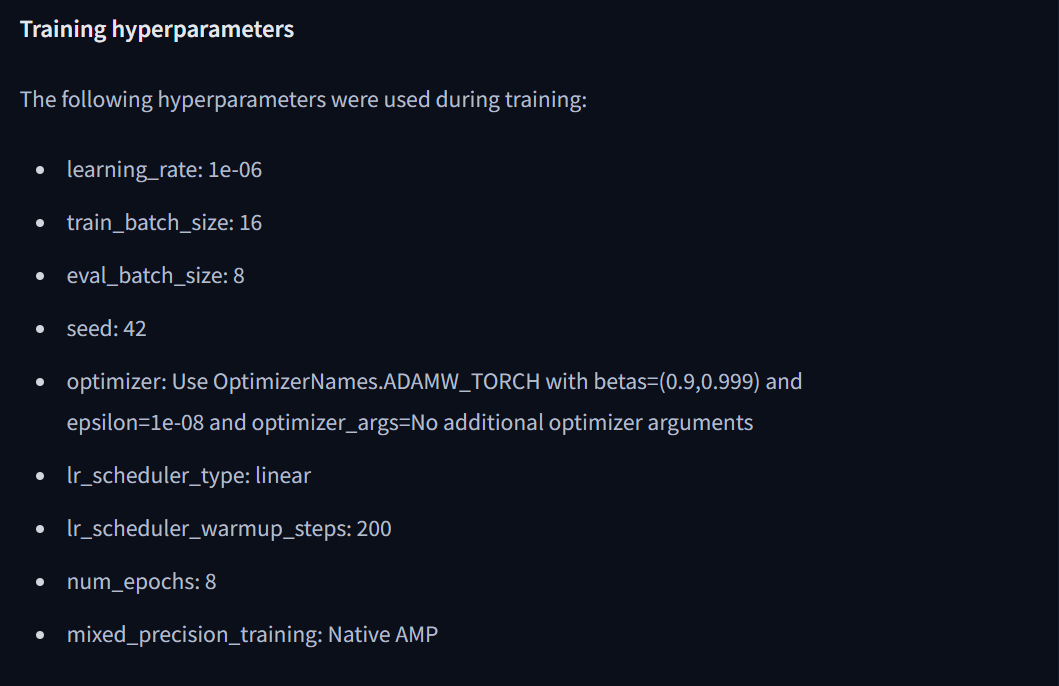 Training hyperparameters
The following hyperparameters were used during training:
learning_rate: 1e-06
train_batch_size: 16
eval_batch_size: 8
seed: 42
optimizer: Use OptimizerNames.ADAMW_TORCH with betas=(0.9,0.999) and
epsilon=1e-08 and optimizer_args=No additional optimizer arguments
lr_scheduler_type: linear
lr_scheduler_warmup_steps: 200
num_epochs: 8
mixed_precision_training: Native AMP